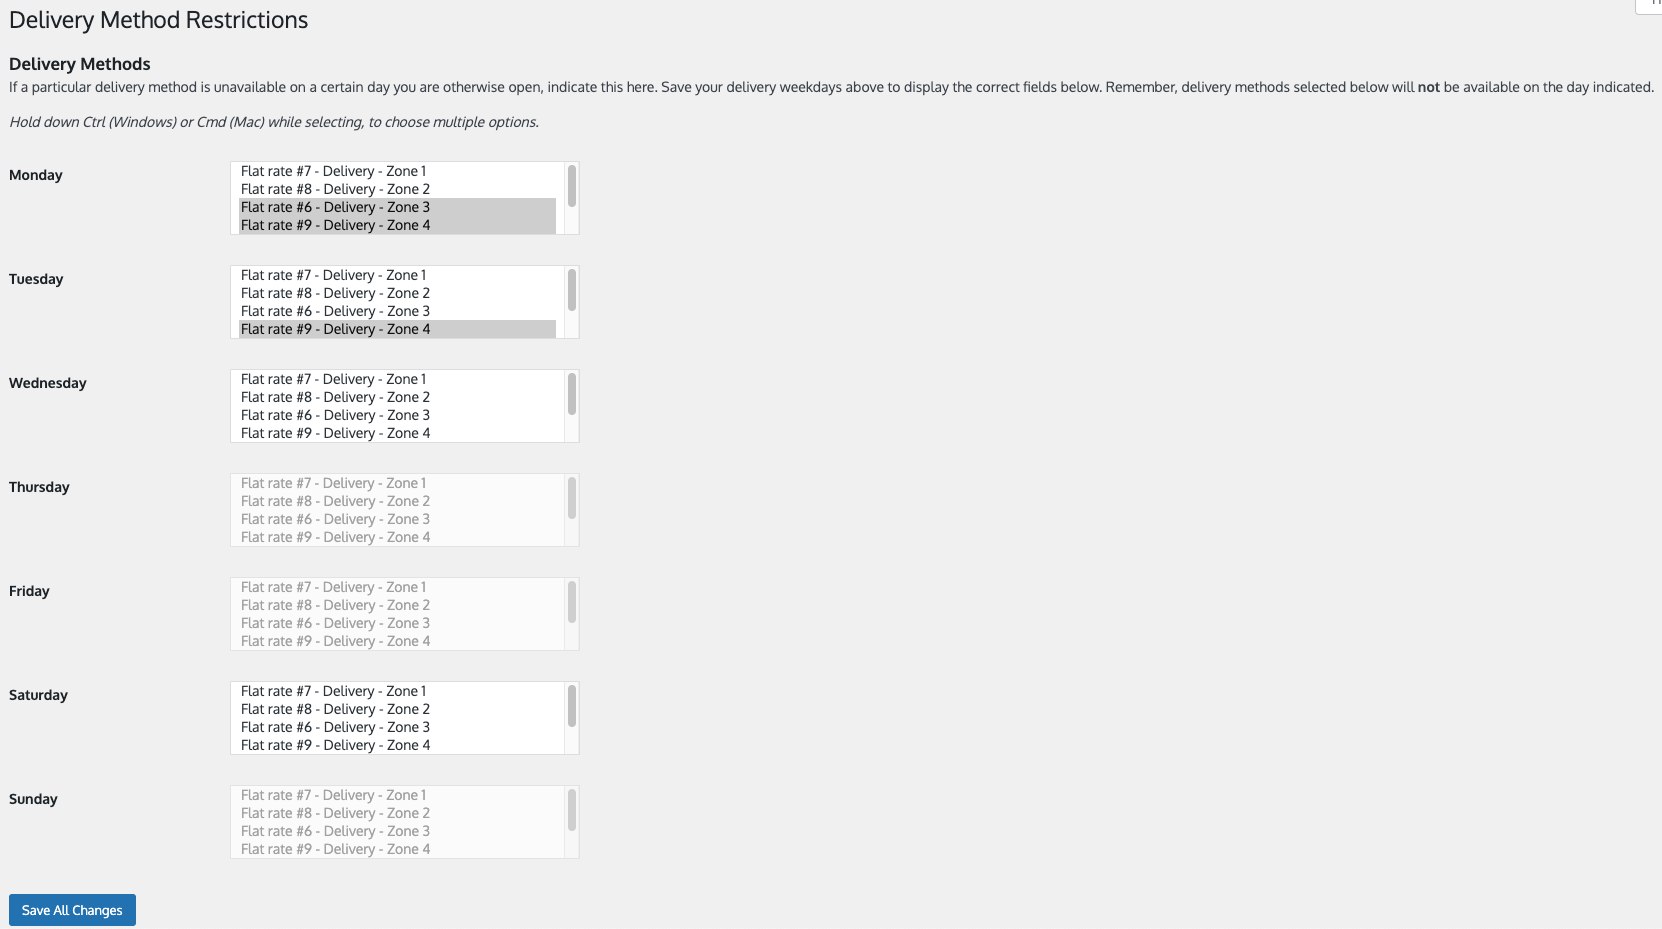 Delivery Method Restrictions
Delivery Methods
If a particular delivery method is unavailable on a certain day you are otherwise open, indicate this here. Save your delivery weekdays above to display the correct fields below. Remember, delivery methods selected below will not be available on the day indicated.
Hold down Ctrl (Windows) or Cmd (Mac) while selecting, to choose multiple options.
Monday
Flat rate #7 - Delivery - Zone 1
Flat rate #8 - Delivery - Zone 2
Flat rate #6 - Delivery - Zone 3
Flat rate #9 - Delivery - Zone 4
Tuesday
Flat rate #7 - Delivery - Zone 1
Flat rate #8 - Delivery - Zone 2
Flat rate #6 - Delivery - Zone 3
Flat rate #9 - Delivery - Zone 4
Wednesday
Flat rate #7 - Delivery - Zone 1
Flat rate #8 - Delivery - Zone 2
Flat rate #6 - Delivery - Zone 3
Flat rate #9 - Delivery - Zone 4
Thursday
Flat rate #7 - Delivery - Zone 1
Flat rate #8 - Delivery - Zone 2
Flat rate #6 - Delivery - Zone 3
Flat rate #9 - Delivery - Zone 4
Friday
Flat rate #7 - Delivery - Zone 1
Flat rate #8 - Delivery - Zone 2
Flat rate #6 - Delivery - Zone 3
Flat rate #9 - Delivery - Zone 4
Saturday
Flat rate #7 - Delivery - Zone 1
Flat rate #8 - Delivery - Zone 2
Flat rate #6 - Delivery - Zone 3
Flat rate #9 - Delivery - Zone 4
Sunday
Flat rate #7 - Delivery - Zone 1
Flat rate #8 - Delivery - Zone 2
Flat rate #6 - Delivery - Zone 3
Flat rate #9 - Delivery - Zone 4
Save All Changes